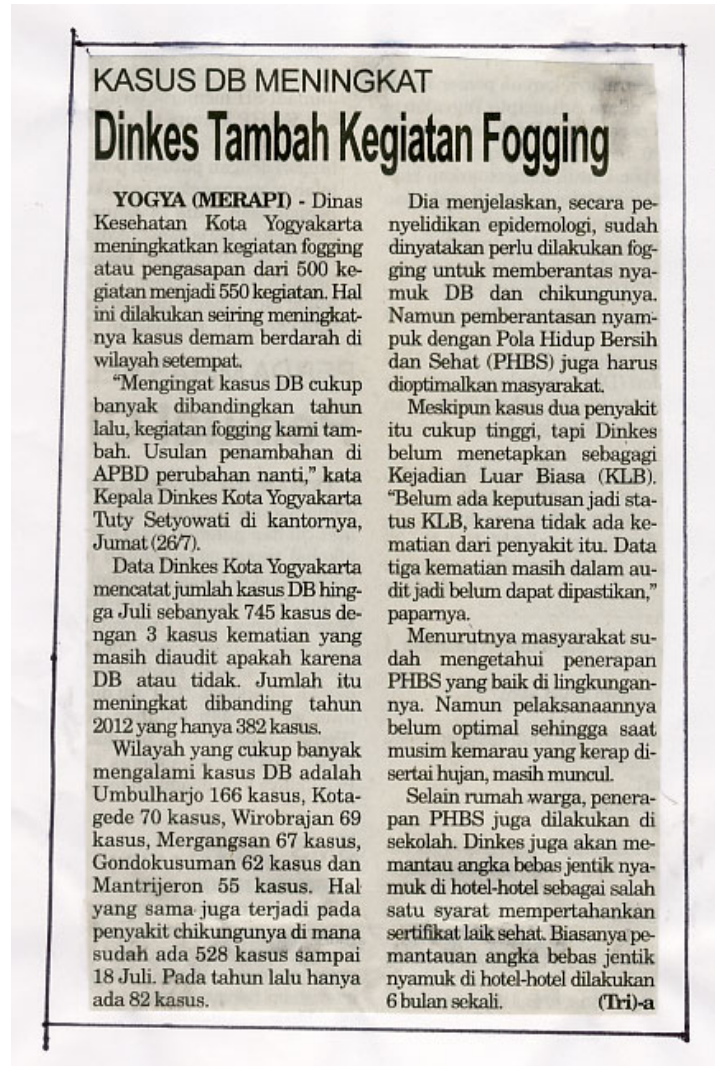 KASUS DB MENINGKAT
Dinkes Tambah Kegiatan Fogging
YOGYA (MERAPI) - Dinas
Kesehatan Kota Yogyakarta
meningkatkan kegiatan fogging
atau pengasapan dari 500 ke-
giatan menjadi 550 kegiatan. Hal
ini dilakukan seiring meningkat-
nya kasus demam berdarah di
wilayah setempat.
“Mengingat kasus DB cukup
banyak dibandingkan tahun
lalu, kegiatan fogging kami tam-
bah. Usulan penambahan di
APBD perubahan nanti,” kata
Kepala Dinkes Kota Yogyakarta
Tuty Setyowati di kantornya,
Jumat (26/7).
Data Dinkes Kota Yogyakarta
mencatat jumlah kasus DB hing-
ga Juli sebanyak 745 kasus de-
ngan 3 kasus kematian yang
masih diaudit apakah karena
DB atau tidak. Jumlah itu
meningkat dibanding tahun
2012 yang hanya 382 kasus.
Wilayah yang cukup banyak
mengalami kasus DB adalah
Umbulharjo 166 kasus, Kota-
gede 70 kasus, Wirobrajan 69
kasus, Mergangsan 67 kasus,
Gondokusuman 62 kasus dan
Mantrijeron 55 kasus. Hal
yang sama juga terjadi pada
penyakit chikungunya di mana
sudah ada 528 kasus sampai
18 Juli. Pada tahun lalu hanya
ada 82 kasus.
Dia menjelaskan, secara pe-
nyelidikan epidemologi, sudah
dinyatakan perlu dilakukan fog-
ging untuk memberantas nya-
muk DB dan chikungunya.
Namun pemberantasan nyam-
puk dengan Pola Hidup Bersih
dan Sehat (PHBS) juga harus
dioptimalkan masyarakat.
Meskipun kasus dua penyakit
itu cukup tinggi, tapi Dinkes
belum menetapkan sebagagi
Kejadian Luar Biasa (KLB).
“Belum ada keputusan jadi sta-
tus KLB, karena tidak ada ke-
matian dari penyakit itu. Data
tiga kematian masih dalam au-
dit jadi belum dapat dipastikan,”
paparnya.
Menurutnya masyarakat su-
dah mengetahui penerapan
PHBS yang baik di lingkungan-
nya. Namun pelaksanaannya
belum optimal sehingga saat
musim kemarau yang kerap di-
sertai hujan, masih muncul.
Selain rumah warga, penera-
pan PHBS juga dilakukan di
sekolah. Dinkes juga akan me-
mantau angka bebas jentik nya-
muk di hotel-hotel sebagai salah
satu syarat mempertahankan
sertifikat laik sehat. Biasanya pe-
mantauan angka bebas jentik
nyamuk di hotel-hotel dilakukan
6 bulan sekali. (Tri)-a